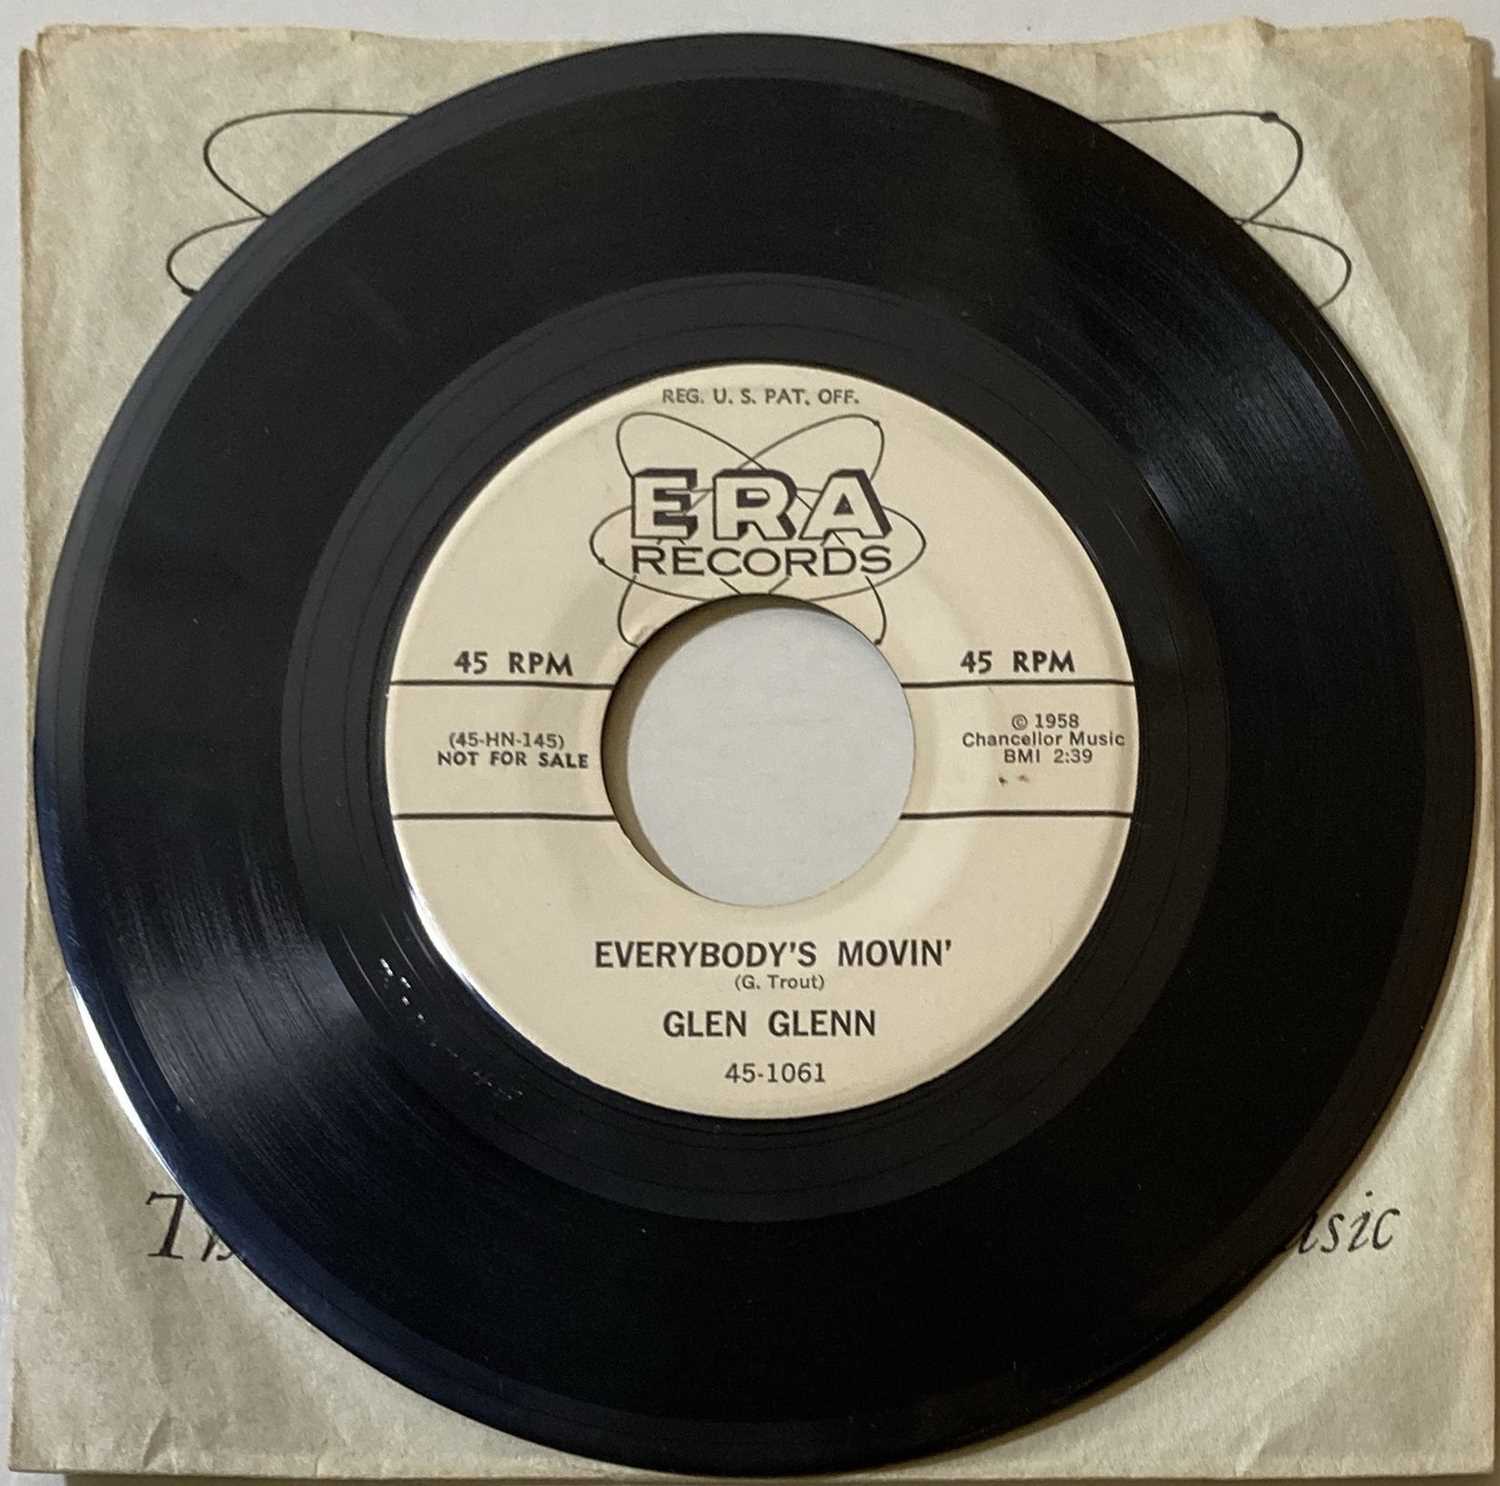 REG. U. S. PAT. OFF.
ERA
RECORDS
45 RPM
45 RPM
(45-HN-145)
NOT FOR SALE
© 1958
Chancellor Music
BMI 2:39
EVERYBODY'S MOVIN'
(G. Trout)
GLEN GLENN
45-1061